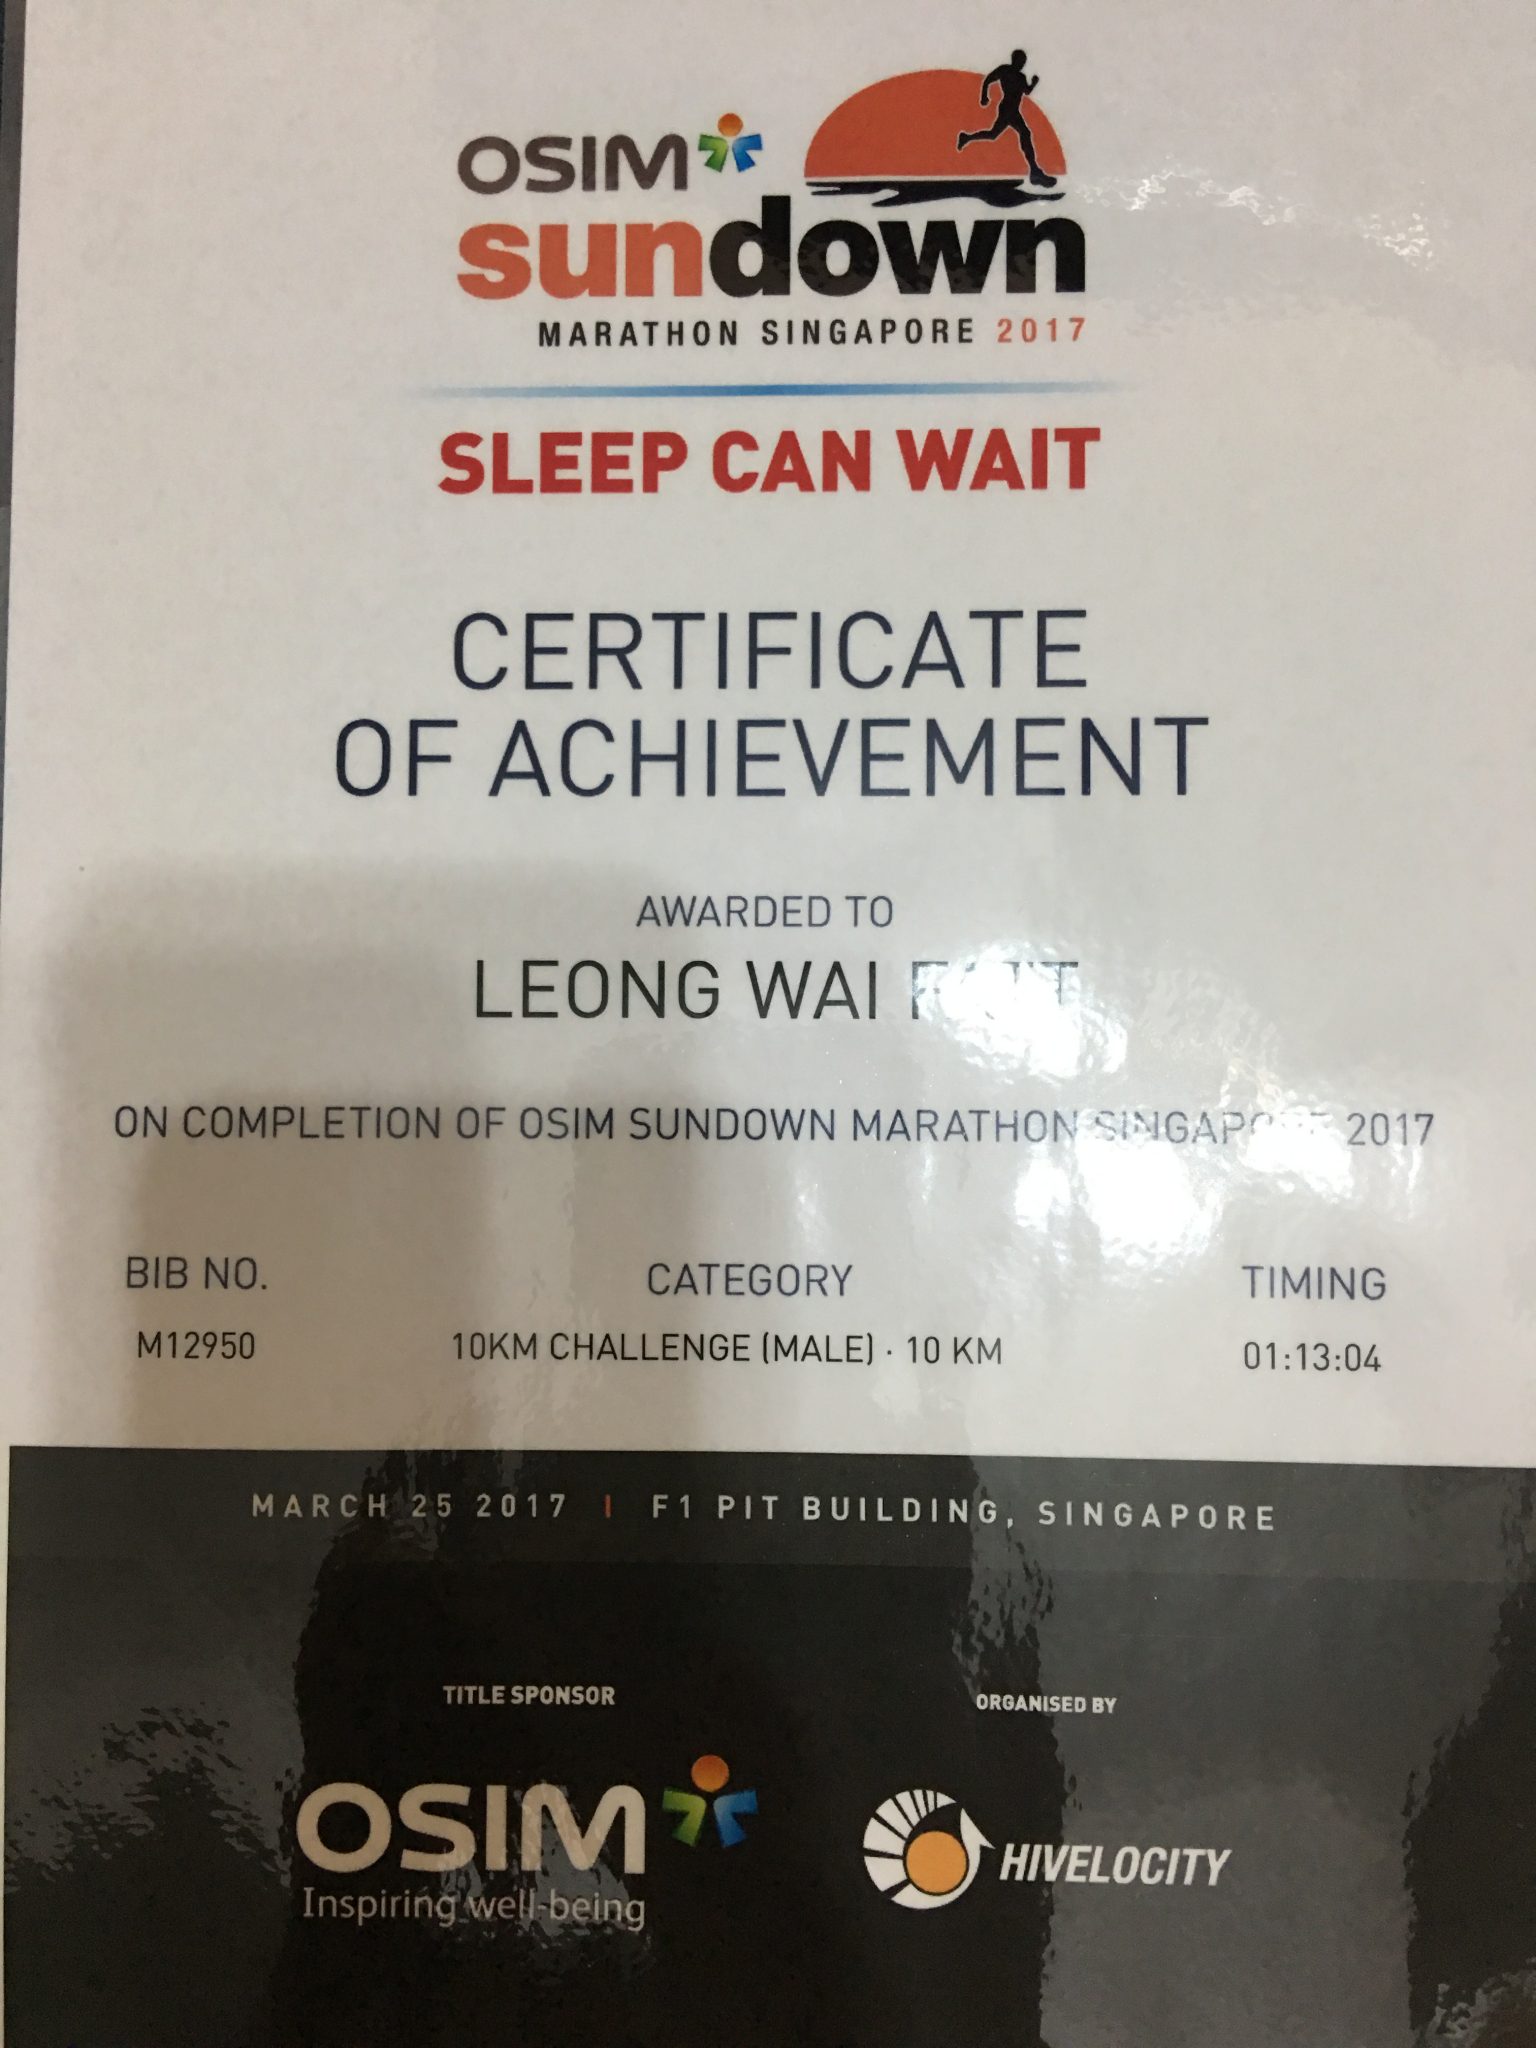 OSIM
sundown
MARATHON SINGAPORE 2017
SLEEP CAN WAIT
CERTIFICATE
OF ACHIEVEMENT
AWARDED TO
LEONG WAI
ON COMPLETION OF OSIM SUNDOWN MARATHON SINGAPORE 2017
BIB NO. CATEGORY TIMING
M12950 10KM CHALLENGE (MALE) · 10 KM 01:13:04
MARCH 25 2017 | F1 PIT BUILDING, SINGAPORE
TITLE SPONSOR ORGANISED BY
OSIM HIVELOCITY
Inspiring well-being